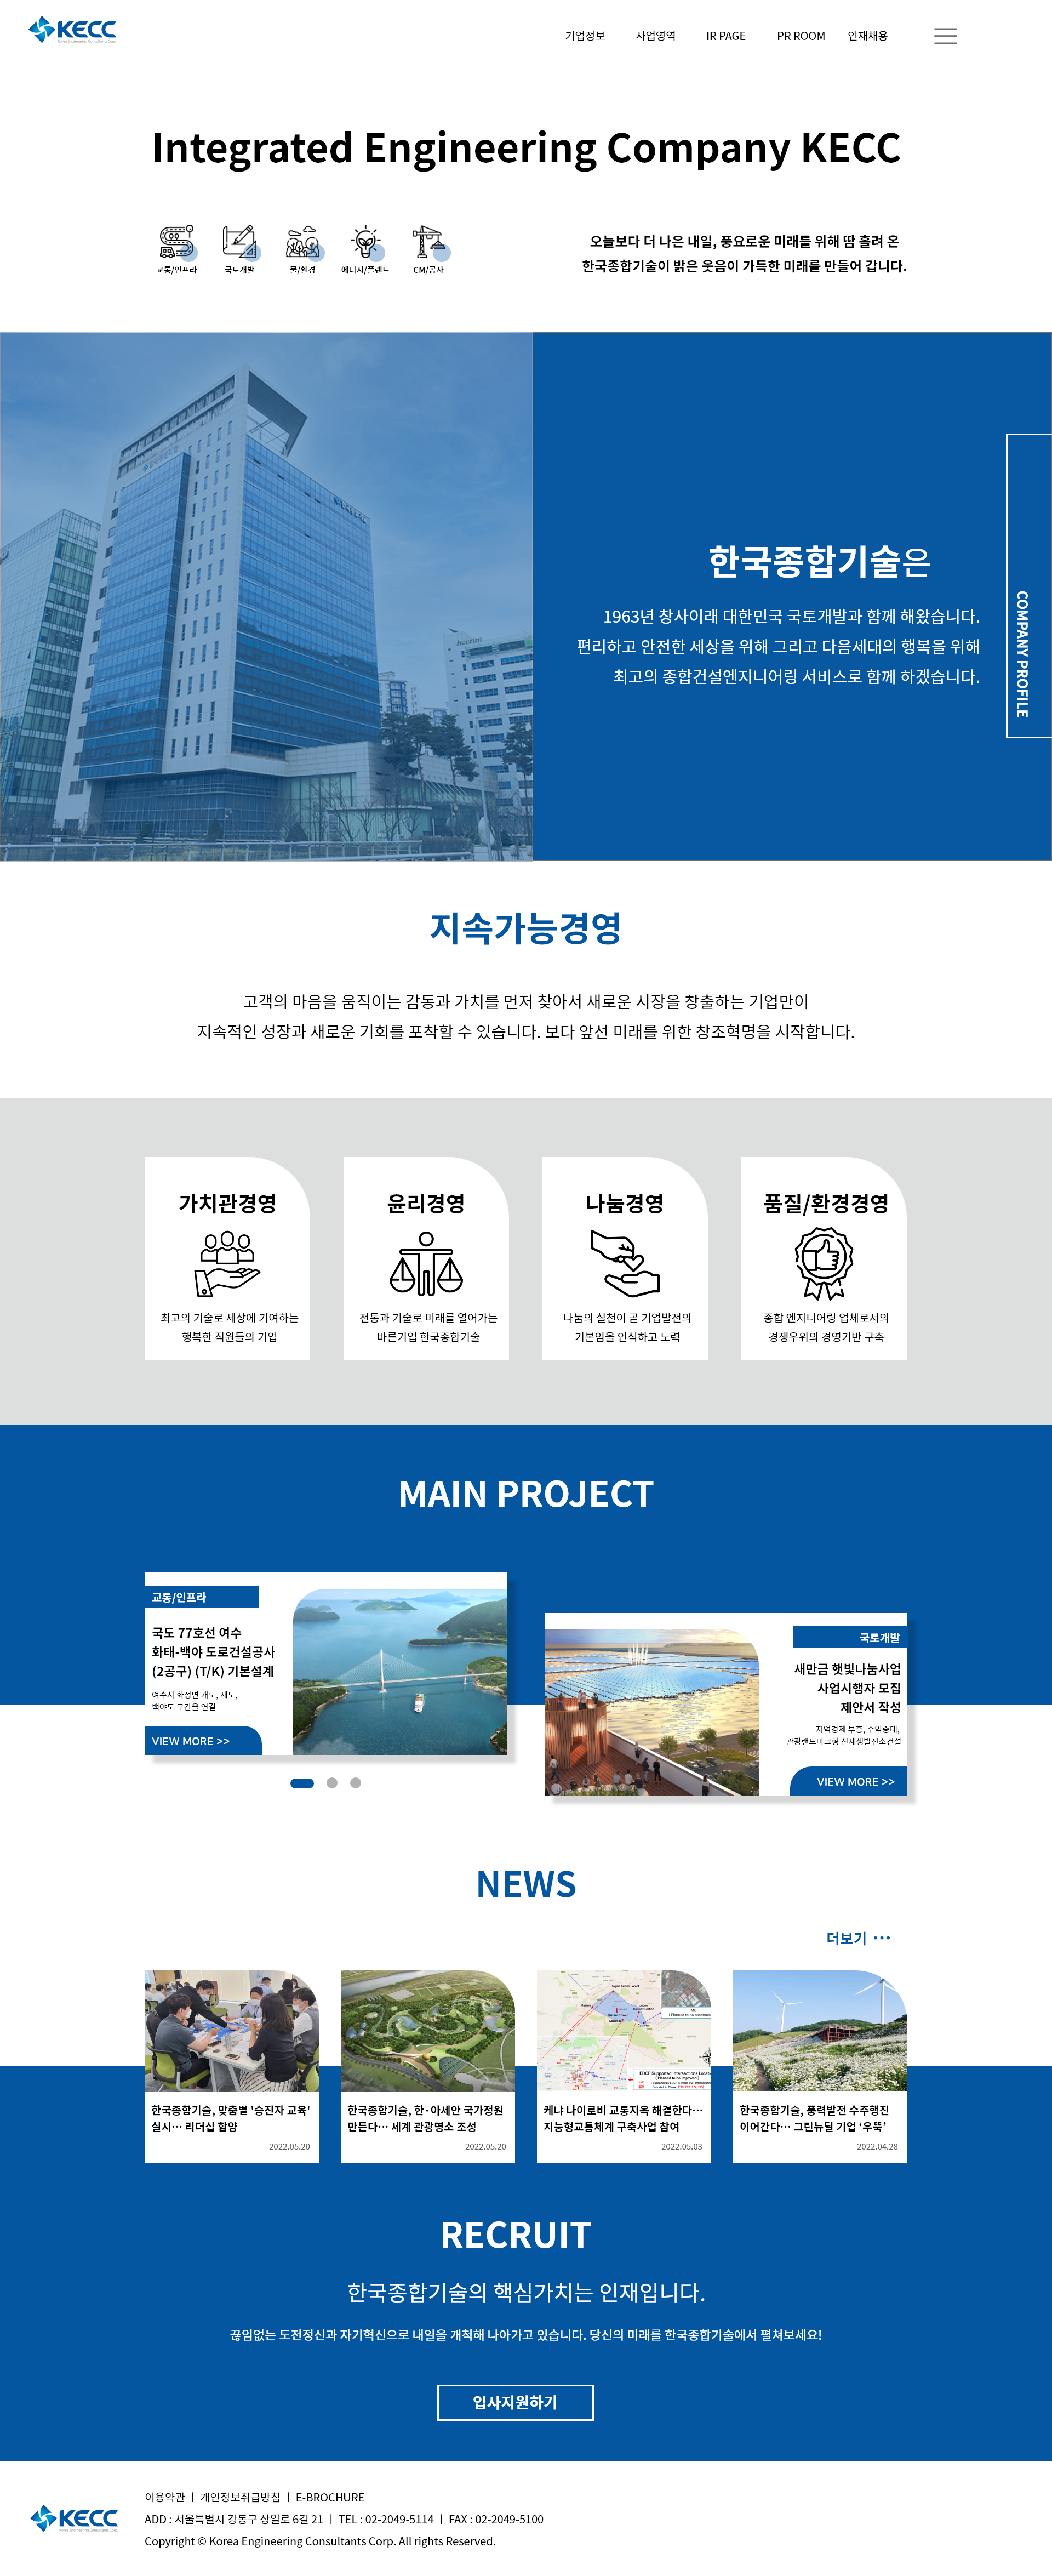 KECC
Korea Engineering Consultants Corp.
기업정보 사업영역 IR PAGE PR ROOM 인재채용
Integrated Engineering Company KECC
교통/인프라 국토개발 물/환경 에너지/플랜트 CM/공사
오늘보다 더 나은 내일, 풍요로운 미래를 위해 땀 흘려 온
한국종합기술이 밝은 웃음이 가득한 미래를 만들어 갑니다.
한국종합기술은
1963년 창사이래 대한민국 국토개발과 함께 해왔습니다.
편리하고 안전한 세상을 위해 그리고 다음세대의 행복을 위해
최고의 종합건설엔지니어링 서비스로 함께 하겠습니다.
COMPANY PROFILE
지속가능경영
고객의 마음을 움직이는 감동과 가치를 먼저 찾아서 새로운 시장을 창출하는 기업만이
지속적인 성장과 새로운 기회를 포착할 수 있습니다. 보다 앞선 미래를 위한 창조혁명을 시작합니다.
가치관경영
최고의 기술로 세상에 기여하는
행복한 직원들의 기업
윤리경영
전통과 기술로 미래를 열어가는
바른기업 한국종합기술
나눔경영
나눔의 실천이 곧 기업발전의
기본임을 인식하고 노력
품질/환경경영
종합 엔지니어링 업체로서의
경쟁우위의 경영기반 구축
MAIN PROJECT
교통/인프라
국도 77호선 여수
화태-백야 도로건설공사
(2공구) (T/K) 기본설계
여수시 화정면 개도, 제도,
백야도 구간을 연결
VIEW MORE >>
국토개발
새만금 햇빛나눔사업
사업시행자 모집
제안서 작성
지역경제 부흥, 수익증대,
관광랜드마크형 신재생발전소건설
VIEW MORE >>
NEWS
더보기 ···
한국종합기술, 맞춤별 '승진자 교육'
실시… 리더십 함양
2022.05.20
한국종합기술, 한·아세안 국가정원
만든다… 세계 관광명소 조성
2022.05.20
케냐 나이로비 교통지옥 해결한다…
지능형교통체계 구축사업 참여
2022.05.03
한국종합기술, 풍력발전 수주행진
이어간다… 그린뉴딜 기업 ‘우뚝’
2022.04.28
RECRUIT
한국종합기술의 핵심가치는 인재입니다.
끊임없는 도전정신과 자기혁신으로 내일을 개척해 나아가고 있습니다. 당신의 미래를 한국종합기술에서 펼쳐보세요!
입사지원하기
KECC
Korea Engineering Consultants Corp.
이용약관 ㅣ 개인정보취급방침 ㅣ E-BROCHURE
ADD : 서울특별시 강동구 상일로 6길 21 ㅣ TEL : 02-2049-5114 ㅣ FAX : 02-2049-5100
Copyright © Korea Engineering Consultants Corp. All rights Reserved.